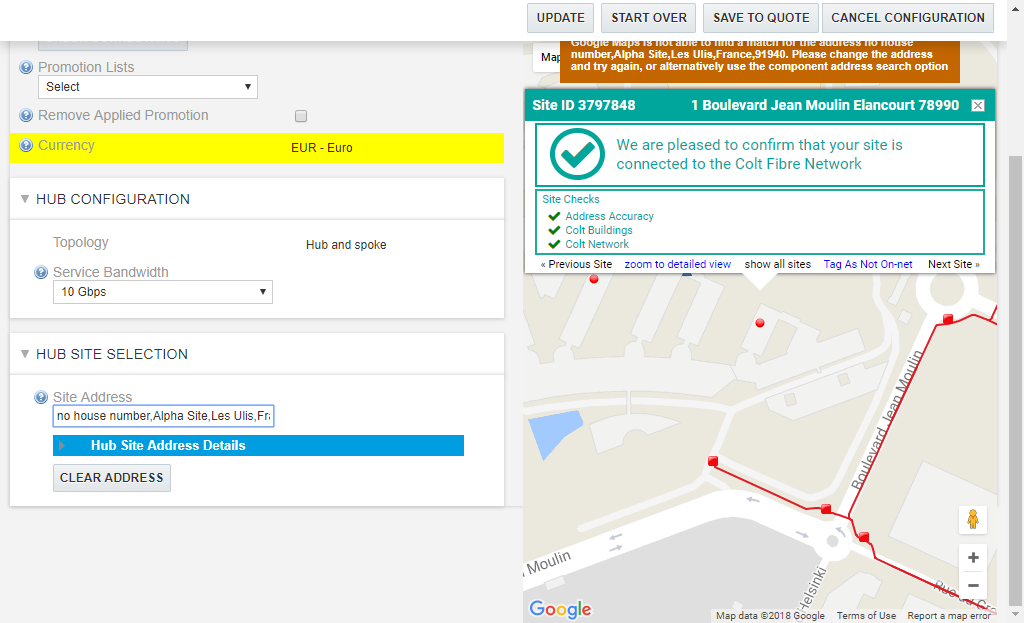 UPDATE
START OVER
SAVE TO QUOTE
CANCEL CONFIGURATION
Promotion Lists
Select
Remove Applied Promotion
Currency
EUR - Euro
HUB CONFIGURATION
Topology
Hub and spoke
Service Bandwidth
10 Gbps
HUB SITE SELECTION
Site Address
no house number,Alpha Site,Les Ulis,Fra
Hub Site Address Details
CLEAR ADDRESS
Map
Google Maps is not able to find a match for the address no house
number,Alpha Site,Les Ulis,France,91940. Please change the address
and try again, or alternatively use the component address search option
Site ID 3797848
1 Boulevard Jean Moulin Elancourt 78990
We are pleased to confirm that your site is
connected to the Colt Fibre Network
Site Checks
Address Accuracy
Colt Buildings
Colt Network
« Previous Site
zoom to detailed view
show all sites
Tag As Not On-net
Next Site »
Boulevard Jean Moulin
Moulin
Helsinki
Rue
Google
Map data ©2018 Google
Terms of Use
Report a map error